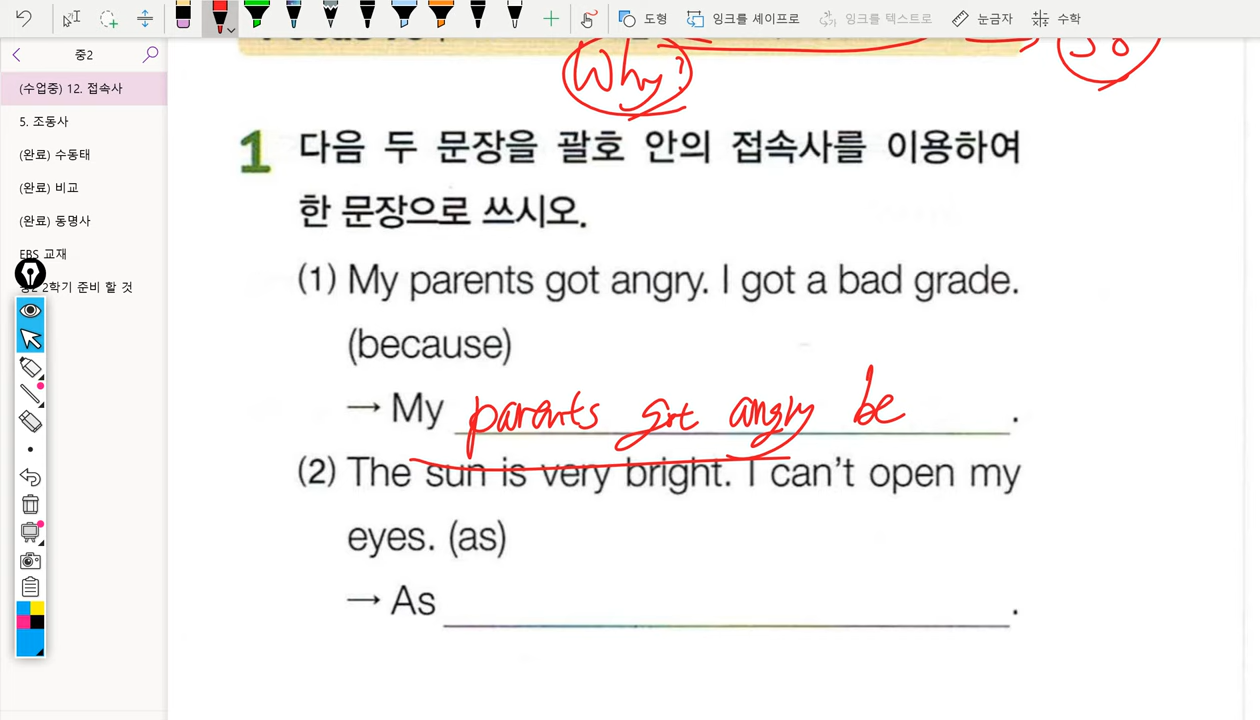 도형
잉크를 셰이프로
잉크를 텍스트로
눈금자
수학
중2
(수업중) 12. 접속사
5. 조동사
(완료) 수동태
(완료) 비교
(완료) 동명사
EBS 교재
2학기 준비 할 것
Why?
So
1 다음 두 문장을 괄호 안의 접속사를 이용하여
한 문장으로 쓰시오.
(1) My parents got angry. I got a bad grade.
(because)
→ My parents got angry be .
(2) The sun is very bright. I can't open my
eyes. (as)
→ As .